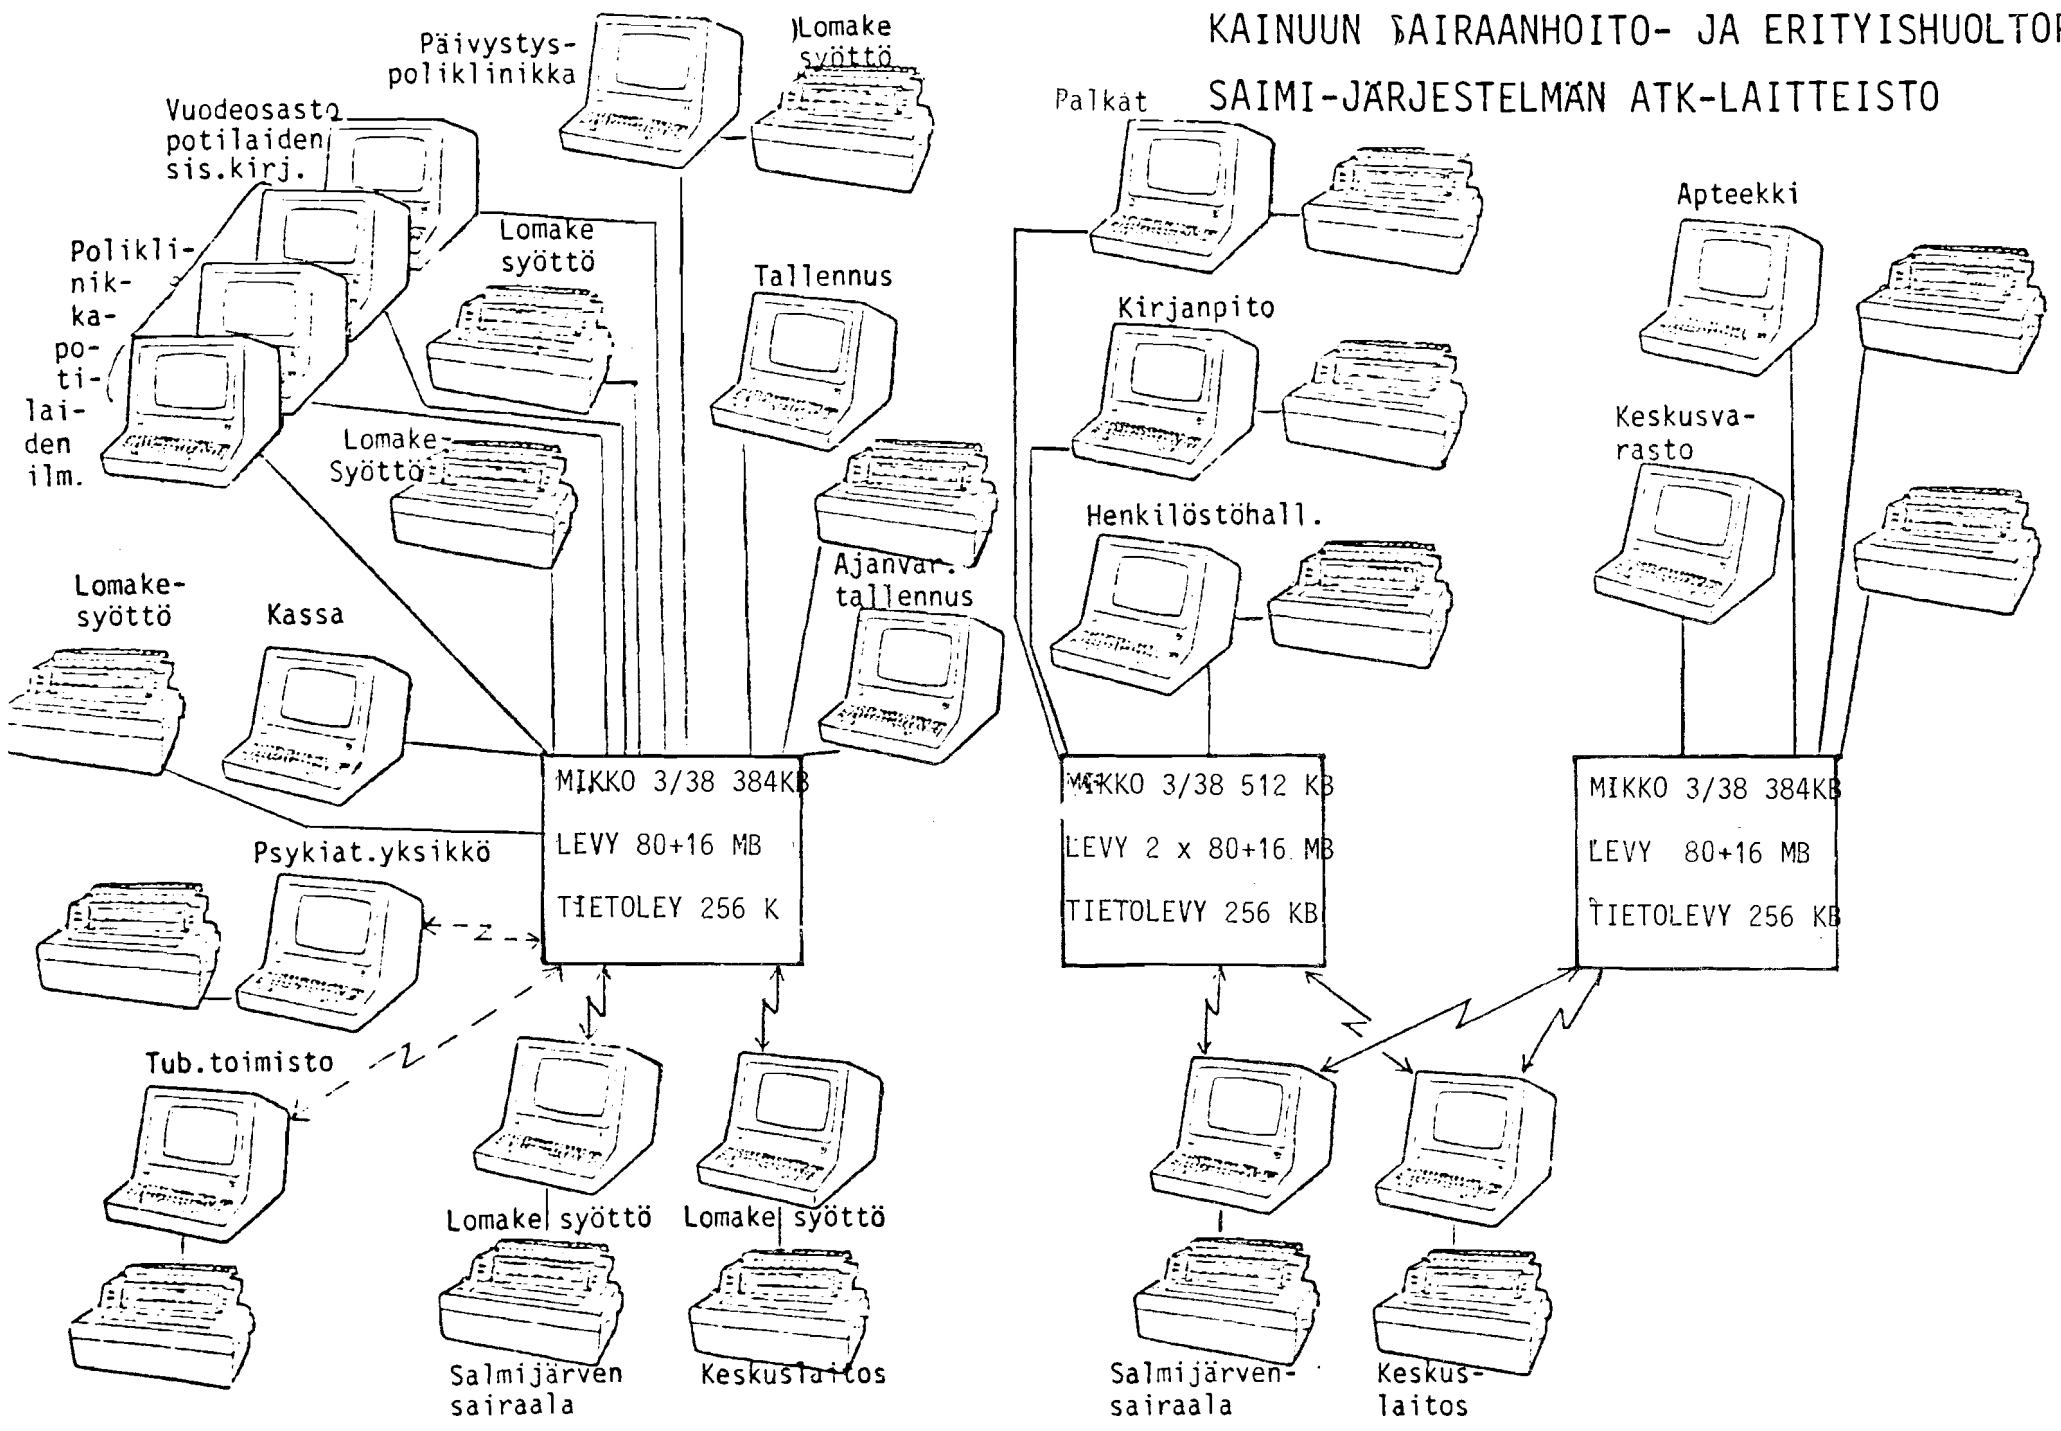 KAINUUN SAIRAANHOITO- JA
SAIMI-JÄRJESTELMÄN ATK-LAITTEISTO
Päivystys-
poliklinikka
Lomake
syöttö
Vuodeosasto
potilaiden
sis.kirj.
Polikli-
nik-
ka-
po-
ti-
lai-
den
ilm.
Lomake
syöttö
Lomake
Syöttö
Tallennus
Ajanvar.
tallennus
Lomake-
syöttö
Kassa
Palkat
Kirjanpito
Henkilöstöhall.
Apteekki
Keskusva-
rasto
MIKKO 3/38 384KB
LEVY 80+16 MB
TIETOLEY 256 K
MIKKO 3/38 512 KB
LEVY 2 x 80+16 MB
TIETOLEVY 256 KB
MIKKO 3/38 384KB
LEVY 80+16 MB
TIETOLEVY 256 KB
Psykiat.yksikkö
Tub.toimisto
Lomake syöttö
Lomake syöttö
Salmijärven
sairaala
Keskuslaitos
Salmijärven-
sairaala
Keskus-
laitos